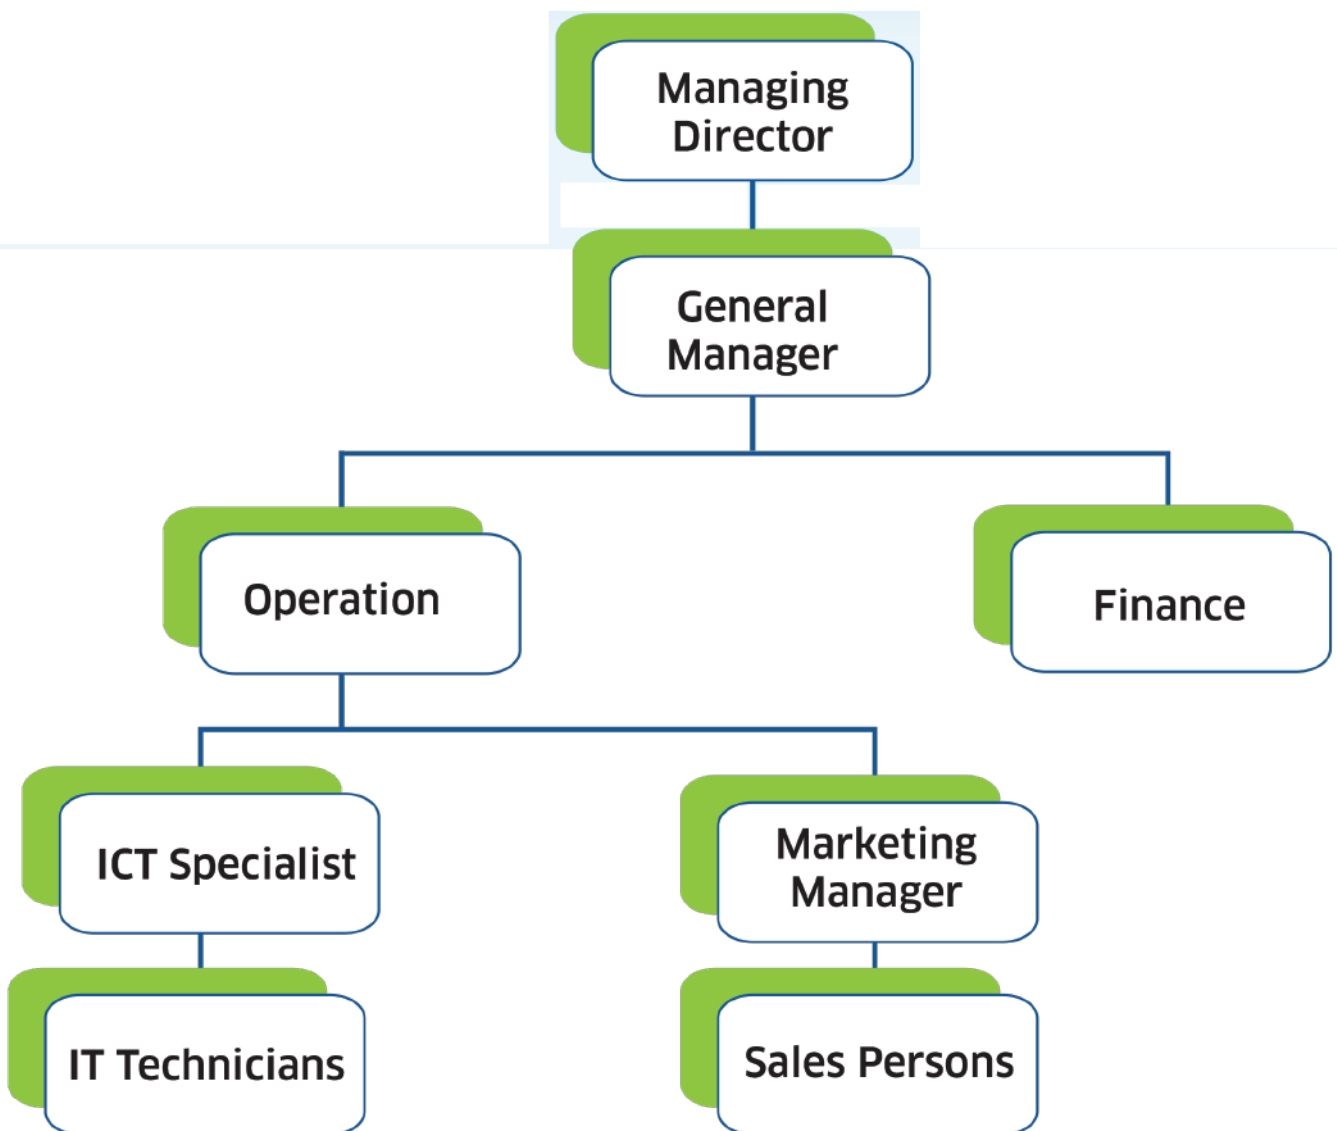 Managing
Director
General
Manager
Operation
Finance
ICT Specialist
Marketing
Manager
IT Technicians
Sales Persons